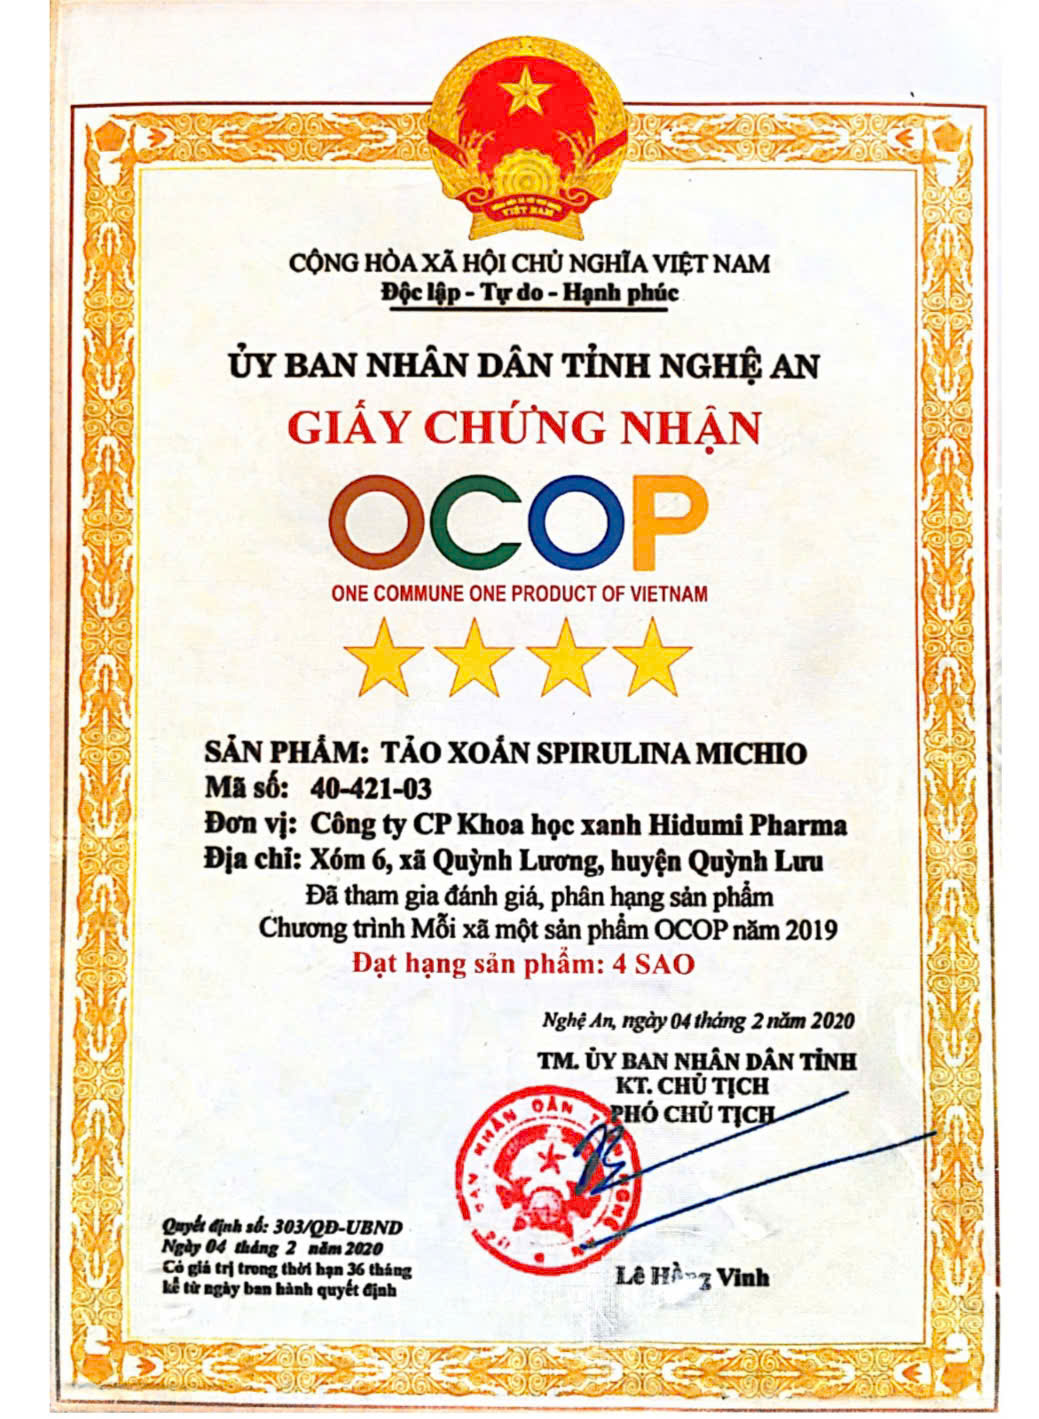 VIỆT NAM
CỘNG HÒA XÃ HỘI CHỦ NGHĨA VIỆT NAM
Độc lập - Tự do - Hạnh phúc
ỦY BAN NHÂN DÂN TỈNH NGHỆ AN
GIẤY CHỨNG NHẬN
OCOP
ONE COMMUNE ONE PRODUCT OF VIETNAM
SẢN PHẨM: TẢO XOẮN SPIRULINA MICHIO
Mã số: 40-421-03
Đơn vị: Công ty CP Khoa học xanh Hidumi Pharma
Địa chỉ: Xóm 6, xã Quỳnh Lương, huyện Quỳnh Lưu
Đã tham gia đánh giá, phân hạng sản phẩm
Chương trình Mỗi xã một sản phẩm OCOP năm 2019
Đạt hạng sản phẩm: 4 SAO
Nghệ An, ngày 04 tháng 2 năm 2020
TM. ỦY BAN NHÂN DÂN TỈNH
KT. CHỦ TỊCH
PHÓ CHỦ TỊCH
Lê Vinh
Quyết định số: 303/QĐ-UBND
Ngày 04 tháng 2 năm 2020
Có giá trị trong thời hạn 36 tháng
kể từ ngày ban hành quyết định